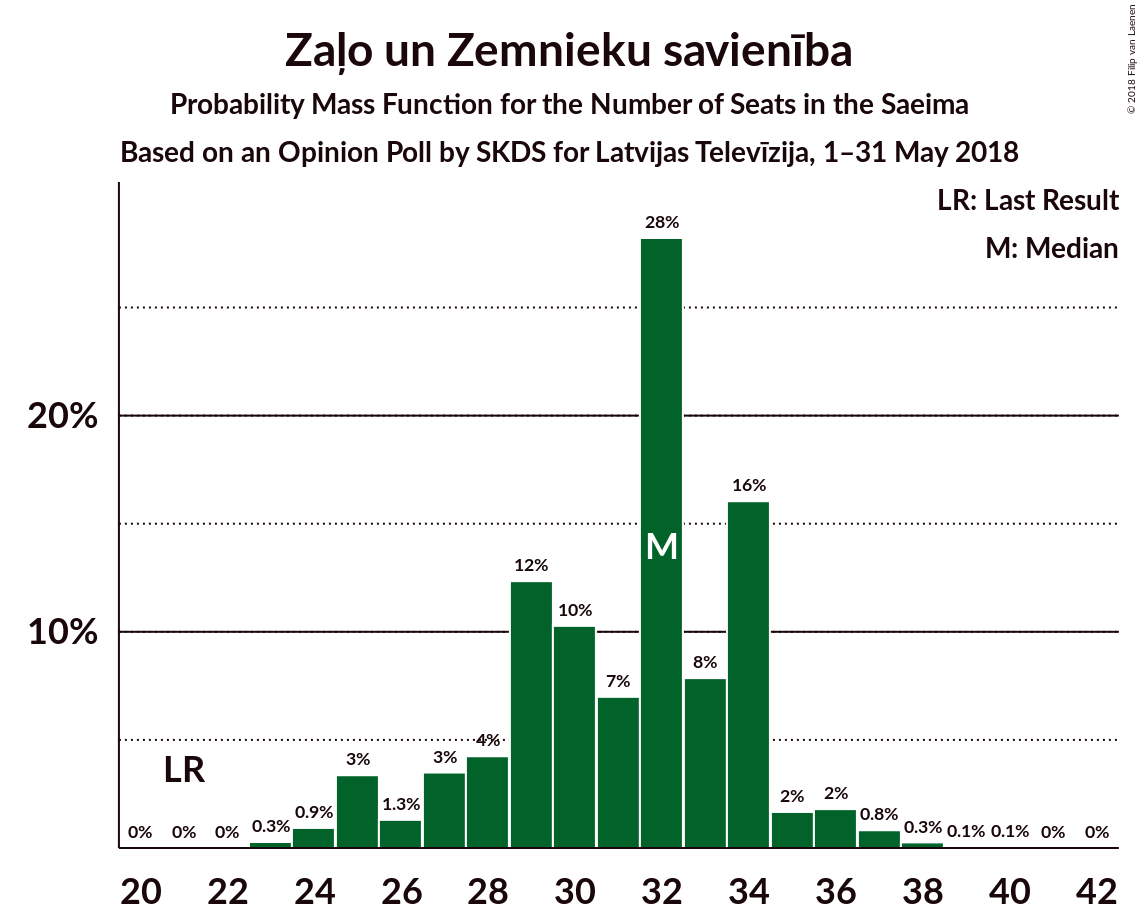 Zaļo un Zemnieku savienība
Probability Mass Function for the Number of Seats in the Saeima
Based on an Opinion Poll by SKDS for Latvijas Televīzija, 1–31 May 2018
© 2018 Filip van Laenen
LR: Last Result
M: Median
28%
20%
16%
M
12%
10%
10%
8%
7%
4%
3%
3%
LR
2%
2%
1.3%
0.9%
0.8%
0% 0% 0% 0.3% 0.3% 0.1% 0.1% 0% 0%
20 22 24 26 28 30 32 34 36 38 40 42